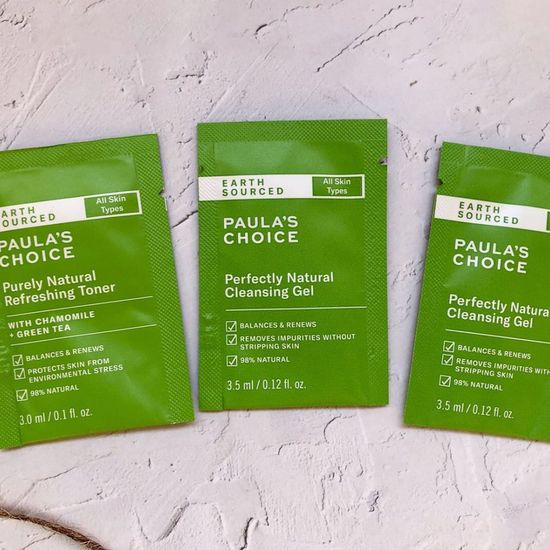 EARTH
SOURCED
All Skin
Types
PAULA'S
CHOICE
Purely Natural
Refreshing Toner
WITH CHAMOMILE
+ GREEN TEA
BALANCES & RENEWS
PROTECTS SKIN FROM
ENVIRONMENTAL STRESS
98% NATURAL
3.0 ml / 0.1 fl. oz.
EARTH
SOURCED
All Skin
Types
PAULA'S
CHOICE
Perfectly Natural
Cleansing Gel
BALANCES & RENEWS
REMOVES IMPURITIES WITHOUT
STRIPPING SKIN
98% NATURAL
3.5 ml / 0.12 fl. oz.
EARTH
SOURCED
PAULA'S
CHOICE
Perfectly Natura
Cleansing Gel
BALANCES & RENEWS
REMOVES IMPURITIES WITH
STRIPPING SKIN
98% NATURAL
3.5 ml / 0.12 fl. oz.